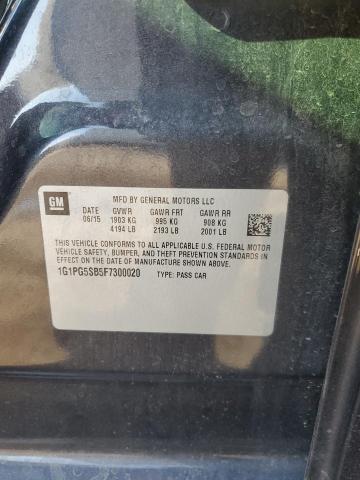 GM
MFD BY GENERAL MOTORS LLC
DATE GVWR GAWR FRT GAWR RR
06/15 1903 KG 995 KG 908 KG
4194 LB 2193 LB 2001 LB
THIS VEHICLE CONFORMS TO ALL APPLICABLE U.S. FEDERAL MOTOR
VEHICLE SAFETY, BUMPER, AND THEFT PREVENTION STANDARDS IN
EFFECT ON THE DATE OF MANUFACTURE SHOWN ABOVE.
1G1PG5SB5F7300020 TYPE: PASS CAR